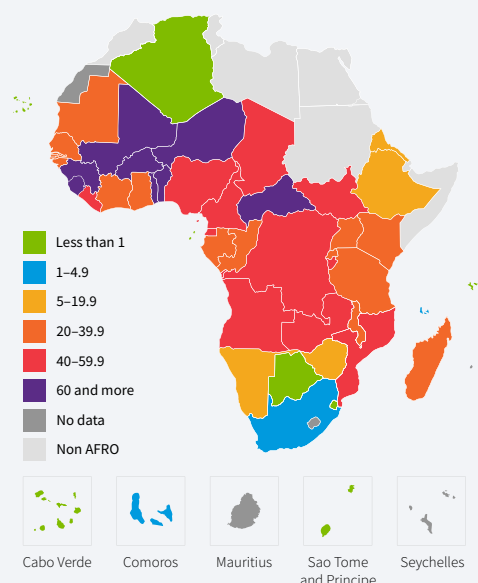 Less than 1
1–4.9
5–19.9
20–39.9
40–59.9
60 and more
No data
Non AFRO
Cabo Verde
Comoros
Mauritius
Sao Tome
and Principe
Seychelles